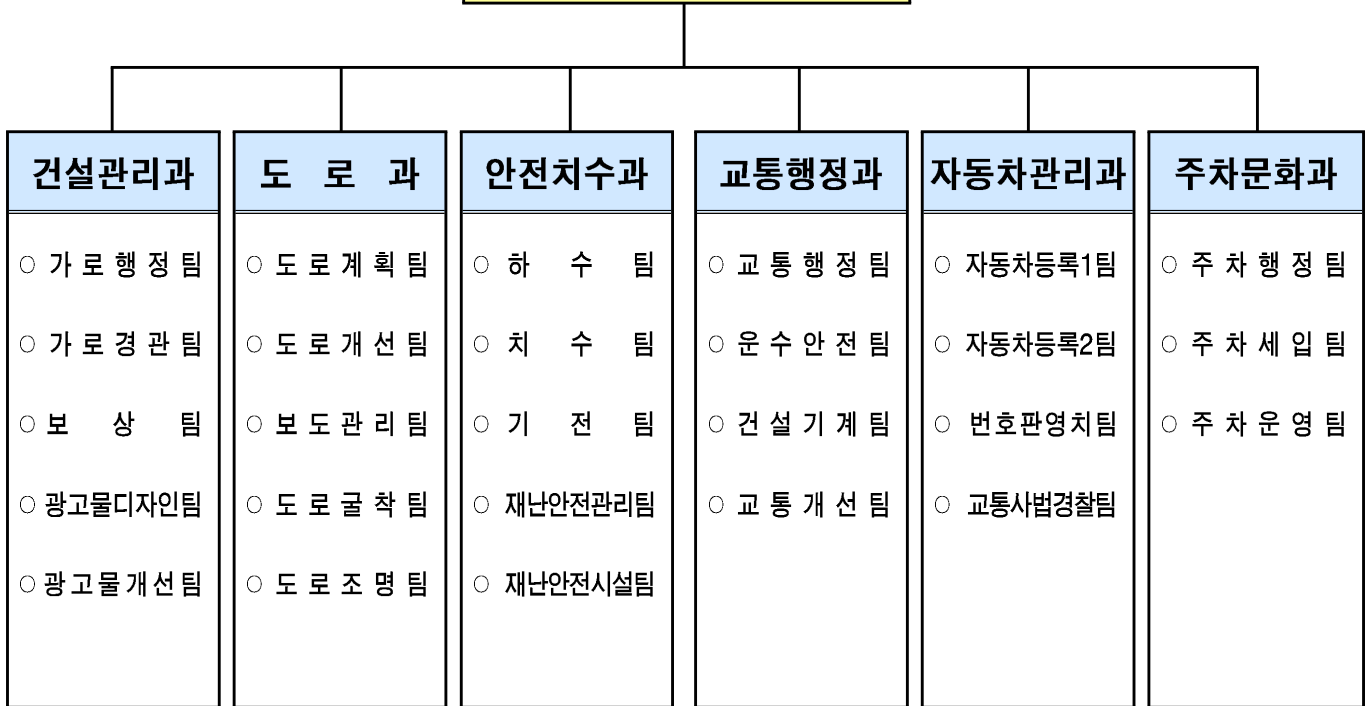 건설관리과
○ 가로행정팀
○ 가로경관팀
○ 보상팀
○ 광고물디자인팀
○ 광고물개선팀
도로과
○ 도로계획팀
○ 도로개선팀
○ 보도관리팀
○ 도로굴착팀
○ 도로조명팀
안전치수과
○ 하수팀
○ 치수팀
○ 기전팀
○ 재난안전관리팀
○ 재난안전시설팀
교통행정과
○ 교통행정팀
○ 운수안전팀
○ 건설기계팀
○ 교통개선팀
자동차관리과
○ 자동차등록1팀
○ 자동차등록2팀
○ 번호판영치팀
○ 교통사법경찰팀
주차문화과
○ 주차행정팀
○ 주차세입팀
○ 주차운영팀